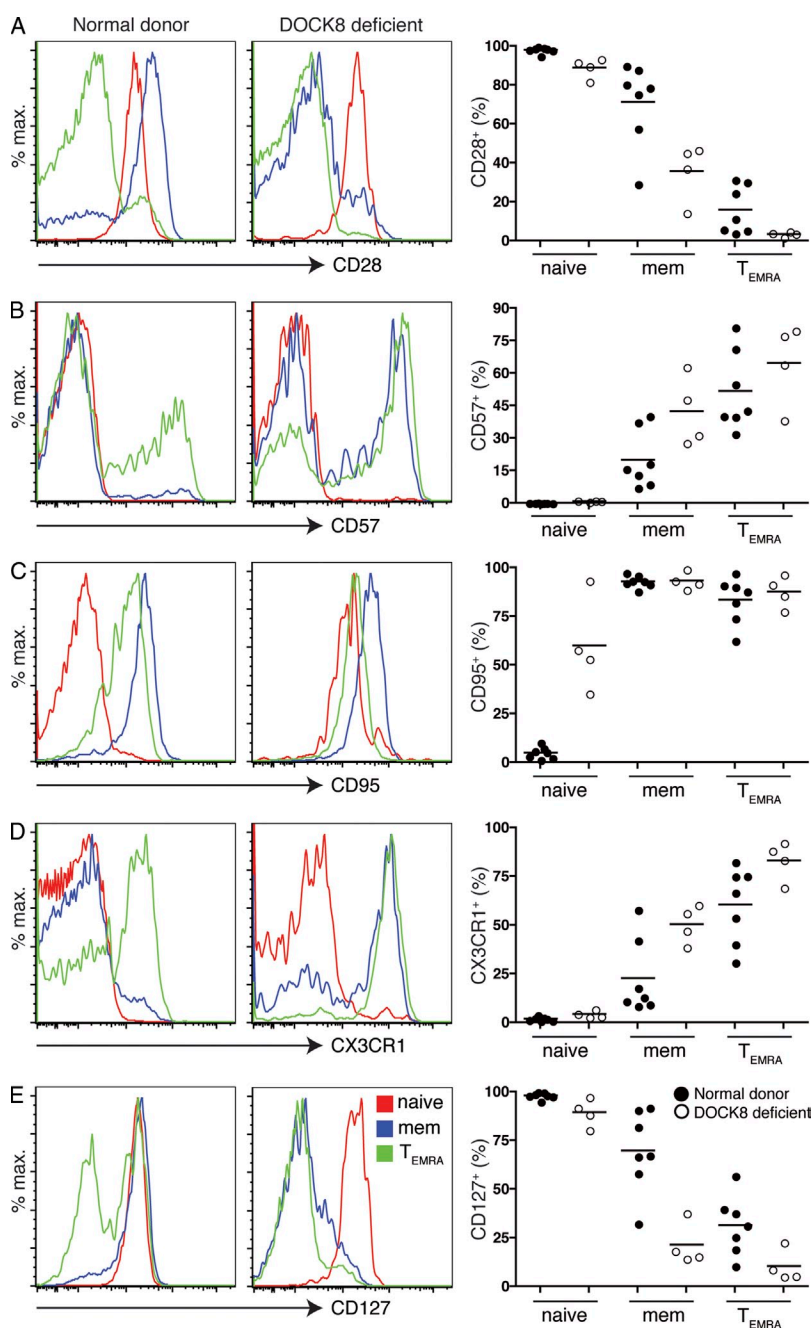 A
Normal donor
DOCK8 deficient
% max.
CD28
CD28+ (%)
100
80
60
40
20
0
naive
mem
TEMRA
B
% max.
CD57
CD57+ (%)
90
75
60
45
30
15
0
naive
mem
TEMRA
C
% max.
CD95
CD95+ (%)
100
75
50
25
0
naive
mem
TEMRA
D
% max.
CX3CR1
CX3CR1+ (%)
100
75
50
25
0
naive
mem
TEMRA
E
% max.
naive
mem
TEMRA
CD127
CD127+ (%)
100
75
50
25
0
Normal donor
DOCK8 deficient
naive
mem
TEMRA